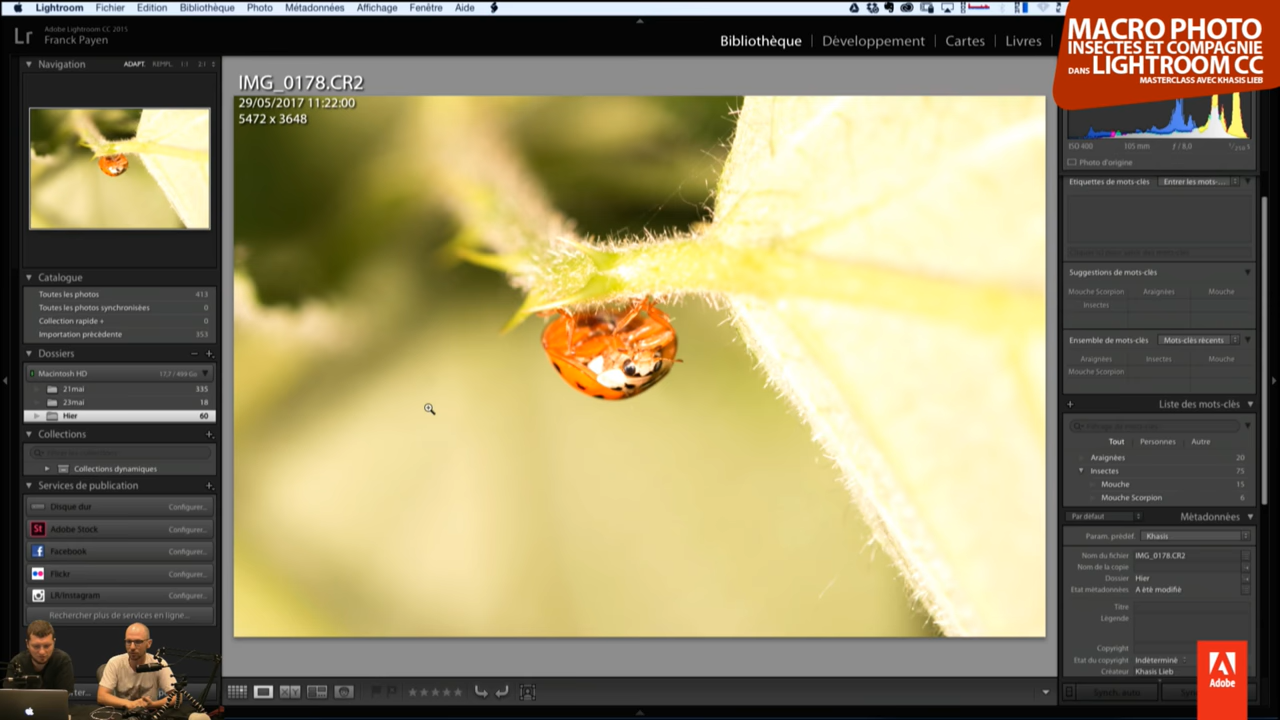 Lightroom Fichier Edition Bibliothèque Photo Métadonnées Affichage Fenêtre Aide
Lr
Adobe Lightroom CC 2015
Franck Payen
Bibliothèque | Développement | Cartes | Livres |
MACRO PHOTO
INSECTES ET COMPAGNIE
DANS LIGHTROOM CC
MASTERCLASS AVEC KHASIS LIEB
Navigation ADAPT. REMPL. 1:1 2:1
IMG_0178.CR2
29/05/2017 11:22:00
5472 x 3648
Catalogue
Toutes les photos 413
Toutes les photos synchronisées 0
Collection rapide + 0
Importation précédente 353
Dossiers
Macintosh HD
21mai 335
23mai 18
Hier 60
Collections
Collections dynamiques
Services de publication
Disque dur Configurer...
St Adobe Stock Configurer...
Facebook Configurer...
Flickr Configurer...
LR/Instagram Configurer...
Rechercher plus de services en ligne...
ISO 400 105 mm ƒ / 8,0
Photo d'origine
Etiquettes de mots-clés Entrer les mots-...
Suggestions de mots-clés
Mouche Scorpion Araignées Mouche
Insectes
Ensemble de mots-clés Mots-clés récents
Araignées Insectes Mouche
Mouche Scorpion
Liste des mots-clés
Tout Personnes Autre
Araignées 20
Insectes 75
Mouche 15
Mouche Scorpion 6
Par défaut Métadonnées
Param. prédéf. Khasis
Nom du fichier IMG_0178.CR2
Nom de la copie
Dossier Hier
Etat métadonnées A été modifié
Titre
Légende
Copyright
Etat du copyright Indéterminé
Créateur Khasis Lieb
Synch. auto.
Adobe